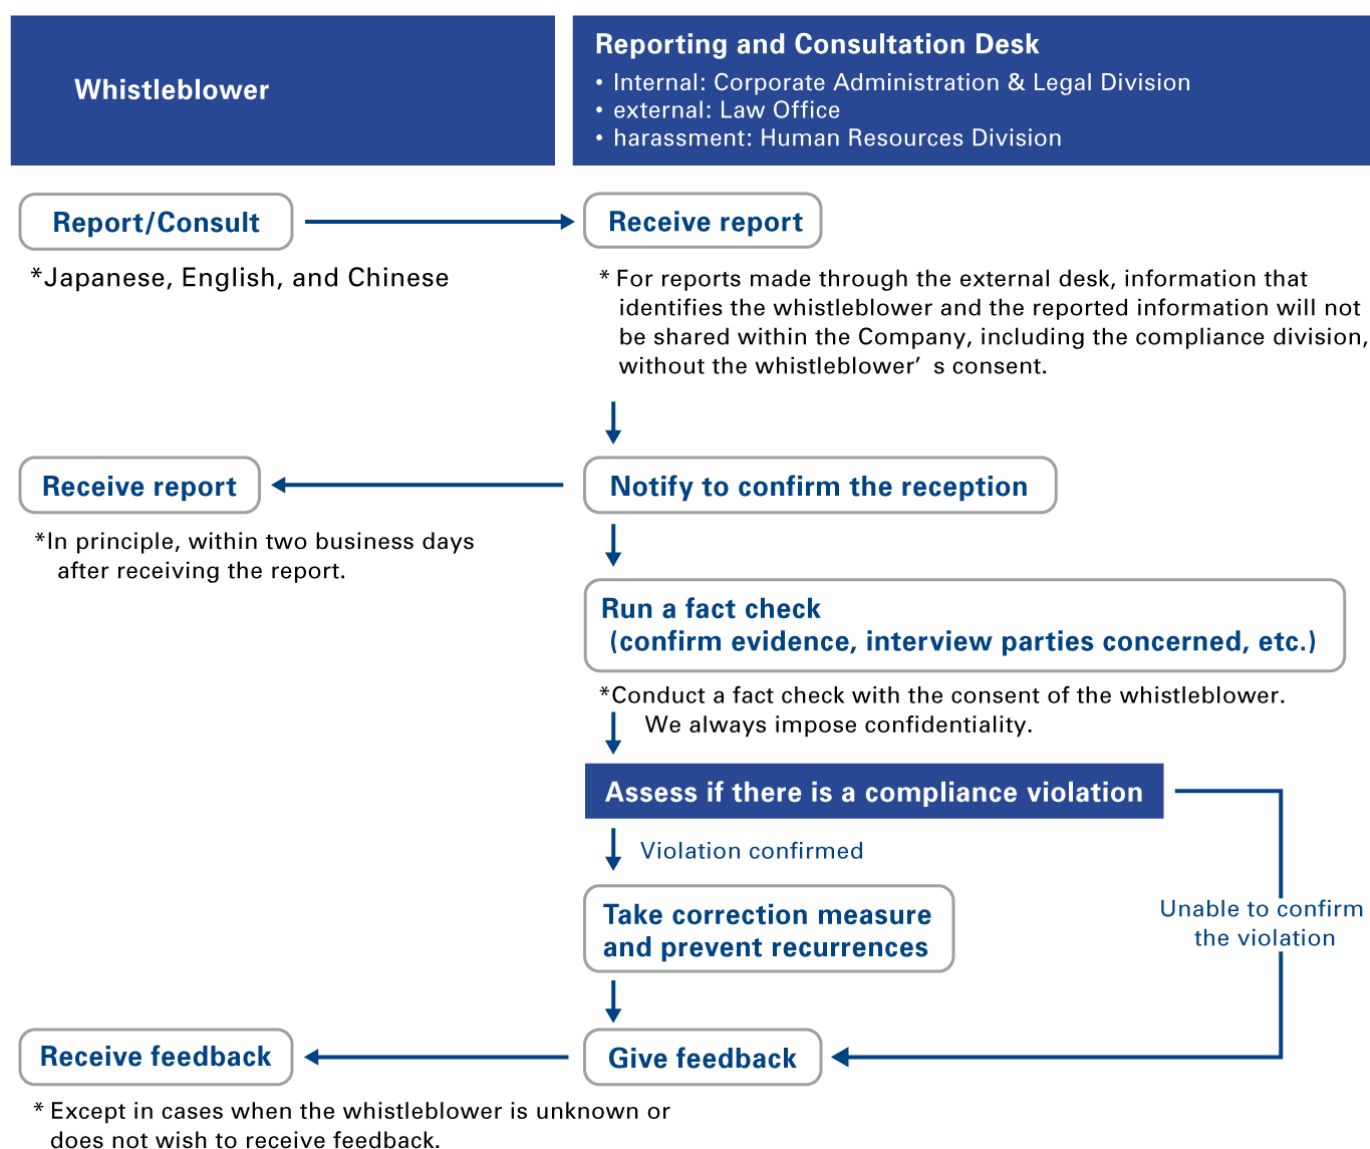 Whistleblower
Reporting and Consultation Desk
• Internal: Corporate Administration & Legal Division
• external: Law Office
• harassment: Human Resources Division
Report/Consult
Receive report
*Japanese, English, and Chinese
* For reports made through the external desk, information that
identifies the whistleblower and the reported information will not
be shared within the Company, including the compliance division,
without the whistleblower’ s consent.
Receive report
Notify to confirm the reception
*In principle, within two business days
after receiving the report.
Run a fact check
(confirm evidence, interview parties concerned, etc.)
*Conduct a fact check with the consent of the whistleblower.
We always impose confidentiality.
Assess if there is a compliance violation
Violation confirmed
Unable to confirm
the violation
Take correction measure
and prevent recurrences
Receive feedback
Give feedback
* Except in cases when the whistleblower is unknown or
does not wish to receive feedback.